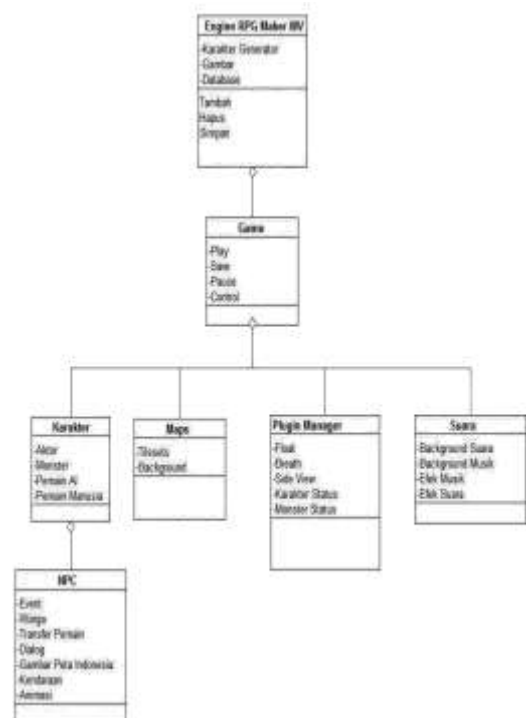 Engine RPG Maker MV
-Karakter Generator
-Gambar
-Database
Tambah
Hapus
Simpan
Game
-Play
-Save
-Pause
-Control
Karakter
-Aktor
-Monster
-Pemain AI
-Pemain Manusia
Maps
-Tilesets
-Background
Plugin Manager
-Float
-Breath
-Side View
-Karakter Status
-Monster Status
Suara
-Background Suara
-Background Musik
-Efek Musik
-Efek Suara
NPC
-Event
-Warga
-Transfer Pemain
-Dialog
-Gambar Peta Indonesia
-Kendaraan
-Animasi